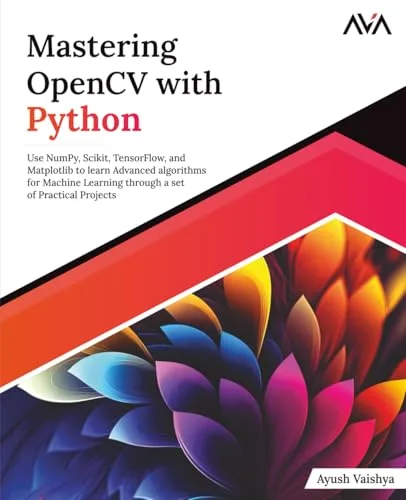 AVA
Mastering
OpenCV with
Python
Use NumPy, Scikit, TensorFlow, and
Matplotlib to learn Advanced algorithms
for Machine Learning through a set
of Practical Projects
Ayush Vaishya